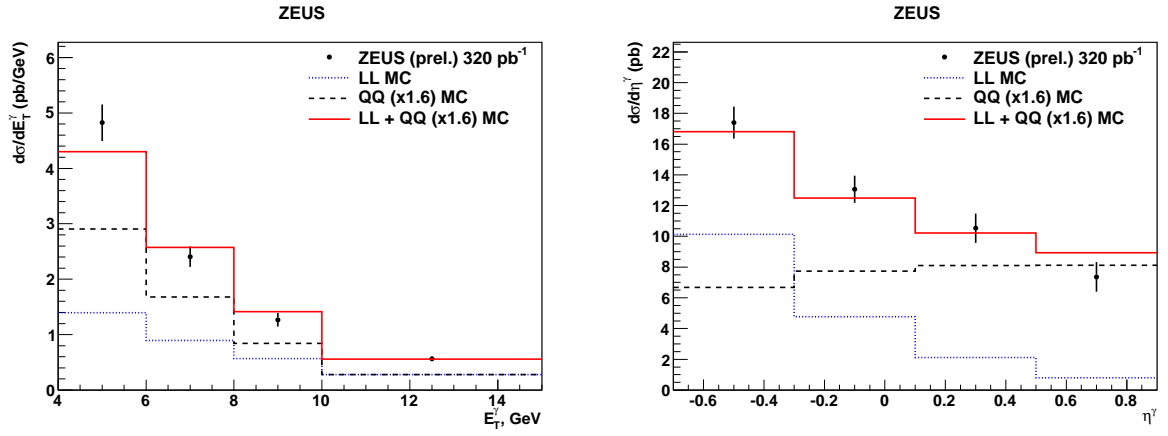 ZEUS
dσ/dE_T^γ (pb/GeV)
6
5
4
3
2
1
0
ZEUS (prel.) 320 pb⁻¹
LL MC
QQ (x1.6) MC
LL + QQ (x1.6) MC
4 6 8 10 12 14
E_T^γ, GeV
ZEUS
dσ/dη^γ (pb)
22
20
18
16
14
12
10
8
6
4
2
0
ZEUS (prel.) 320 pb⁻¹
LL MC
QQ (x1.6) MC
LL + QQ (x1.6) MC
-0.6 -0.4 -0.2 0 0.2 0.4 0.6 0.8
η^γ